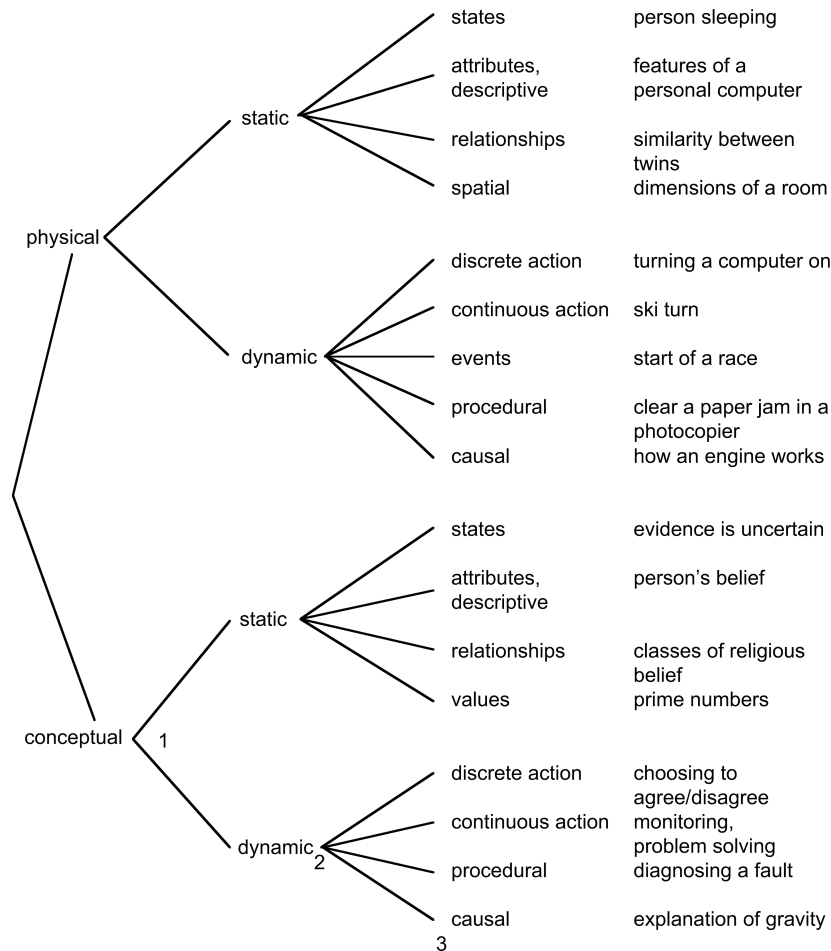 states person sleeping
attributes, features of a
descriptive personal computer
static
relationships similarity between
twins
spatial dimensions of a room
physical
discrete action turning a computer on
continuous action ski turn
dynamic events start of a race
procedural clear a paper jam in a
photocopier
causal how an engine works
states evidence is uncertain
attributes, person’s belief
descriptive
static
relationships classes of religious
belief
values prime numbers
conceptual 1
discrete action choosing to
agree/disagree
continuous action monitoring,
dynamic problem solving
2
procedural diagnosing a fault
causal explanation of gravity
3